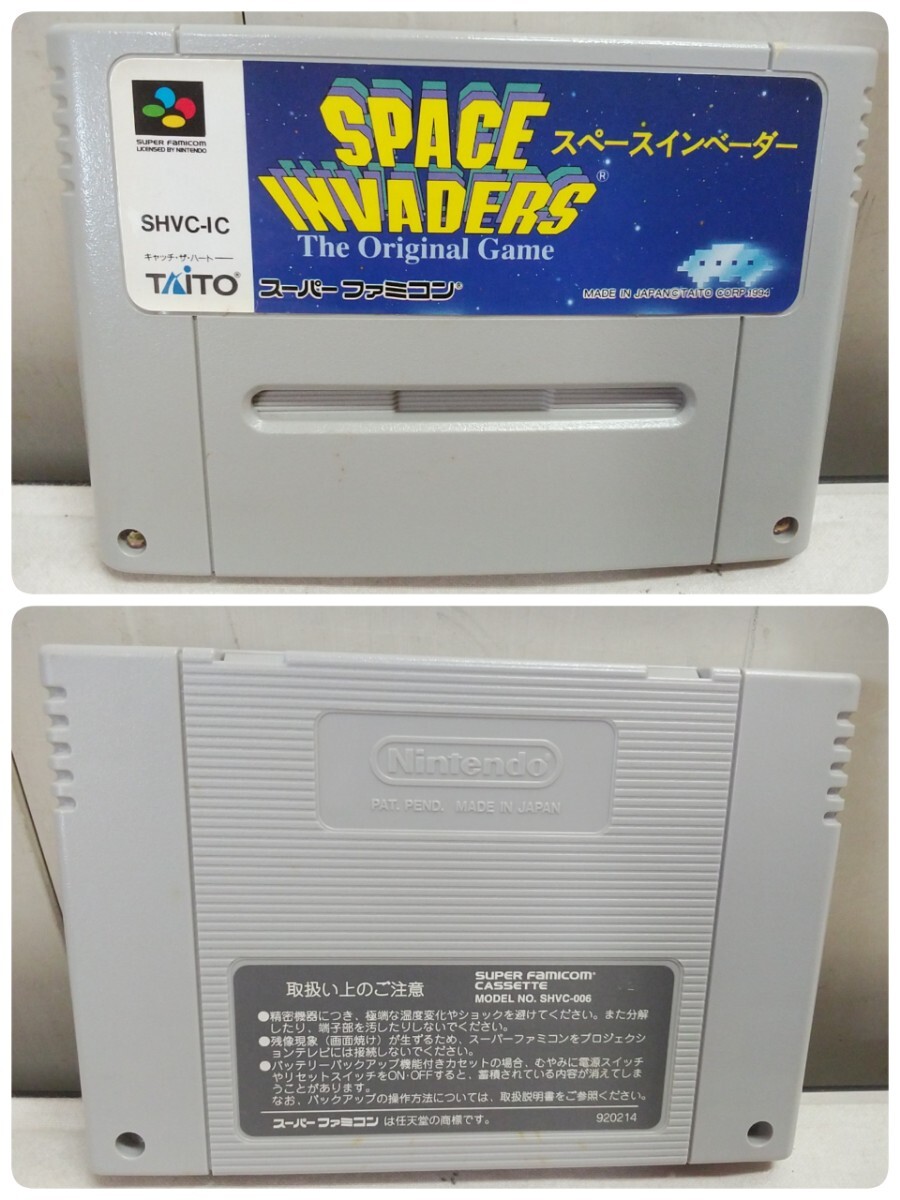 SUPER FAMICOM
LICENSED BY NINTENDO
SHVC-IC
キャッチ・ザ・ハート
TAITO®
SPACE
INVADERS®
The Original Game
スペースインベーダー
スーパーファミコン®
MADE IN JAPAN©TAITO CORP.1994
Nintendo
PAT. PEND. MADE IN JAPAN
取扱い上のご注意
SUPER FAMICOM
CASSETTE
MODEL NO. SHVC-006
●精密機器につき、極端な温度変化やショックを避けてください。また分解
したり、端子部を汚したりしないでください。
●残像現象（画面焼け）が生ずるため、スーパーファミコンをプロジェクシ
ョンテレビには接続しないでください。
●バッテリーバックアップ機能付きカセットの場合、むやみに電源スイッチ
やリセットスイッチをON・OFFすると、蓄積されている内容が消えてしま
うことがあります。
なお、バックアップの操作方法については、取扱説明書をご参照ください。
スーパーファミコンは任天堂の商標です。
920214